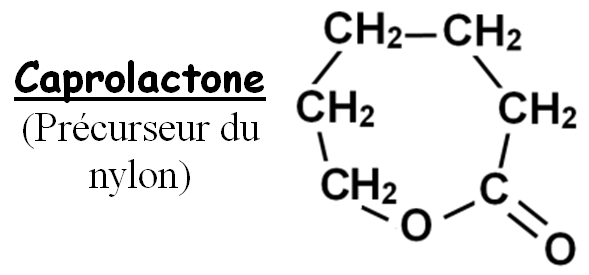 Caprolactone
(Précurseur du
nylon)
CH₂–CH₂
CH₂ CH₂
CH₂ C
O
O